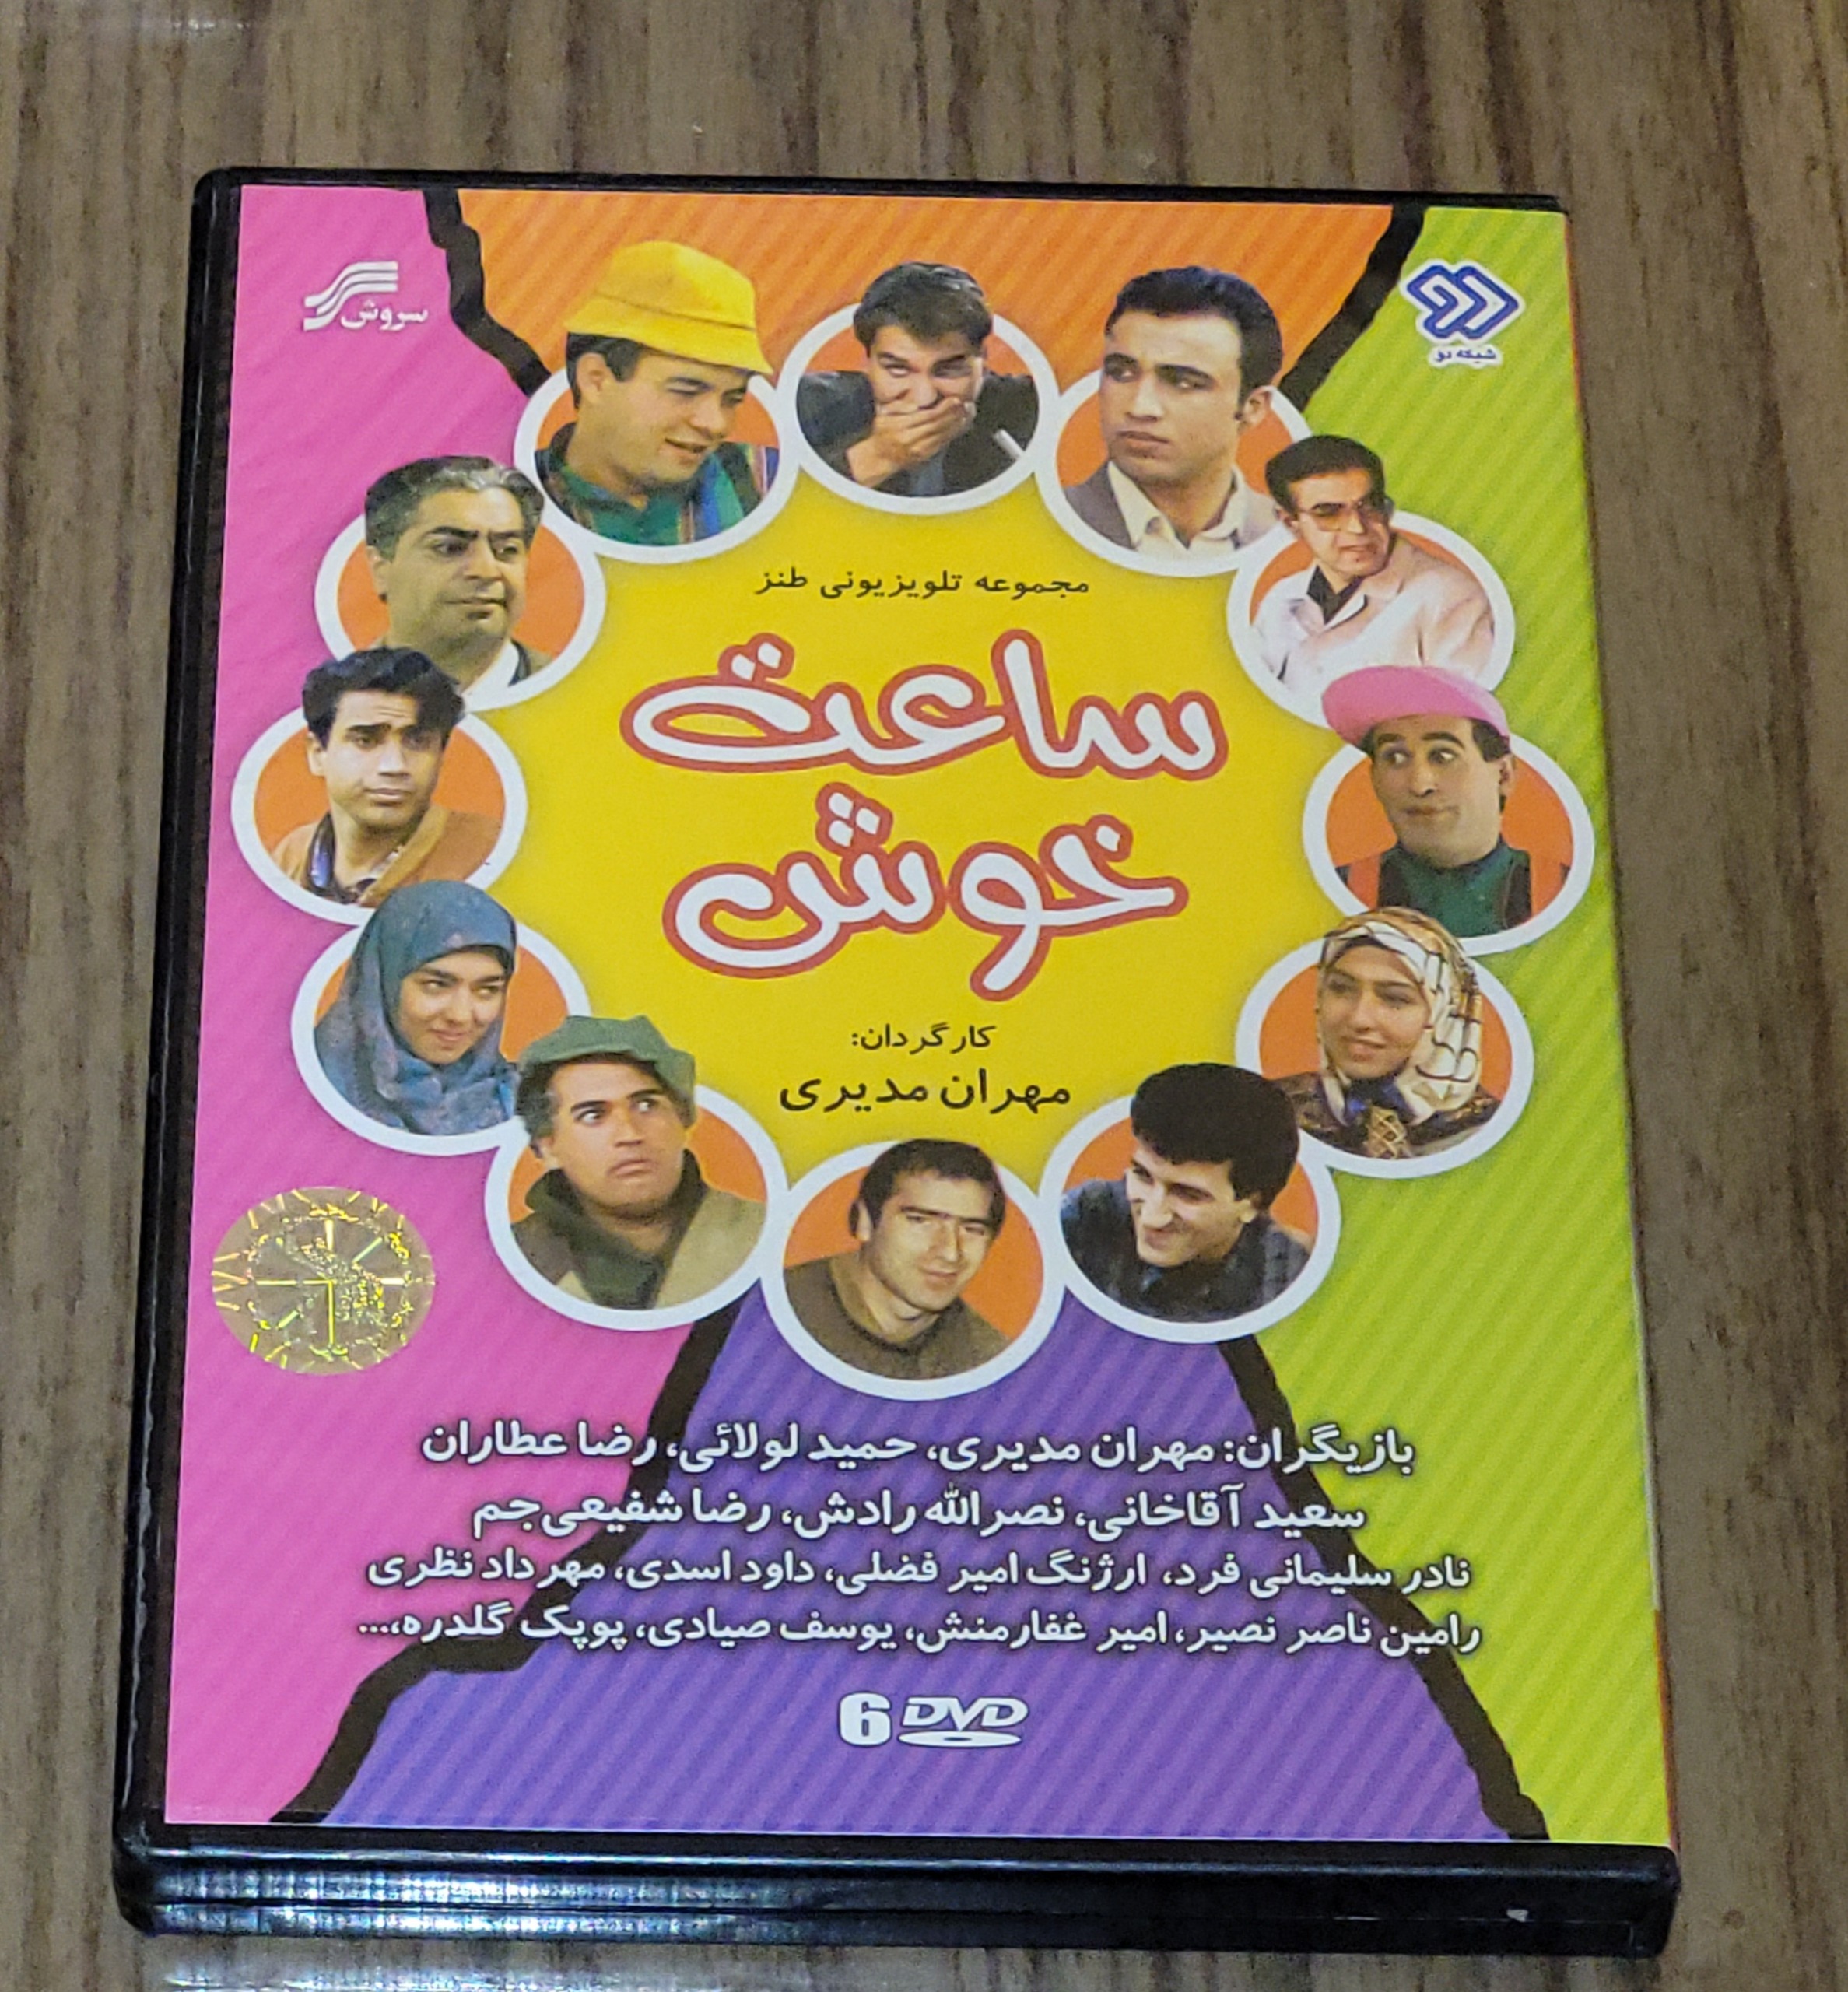 سروش
شبکه دو
مجموعه تلویزیونی طنز
ساعت
خوش
کارگردان:
مهران مدیری
بازیگران: مهران مدیری، حمید لولائی، رضا عطاران
سعید آقاخانی، نصرالله رادش، رضا شفیعی‌جم
نادر سلیمانی فرد، ارژنگ امیر فضلی، داود اسدی، مهرداد نظری
رامین ناصر نصیر، امیر غفارمنش، یوسف صیادی، پوپک گلدره،...
6 DVD